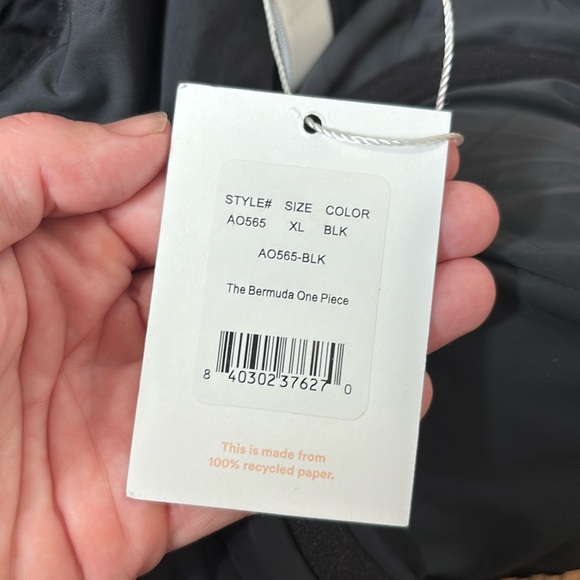 STYLE# SIZE COLOR
AO565 XL BLK
AO565-BLK
The Bermuda One Piece
8 40302 37627 0
This is made from
100% recycled paper.